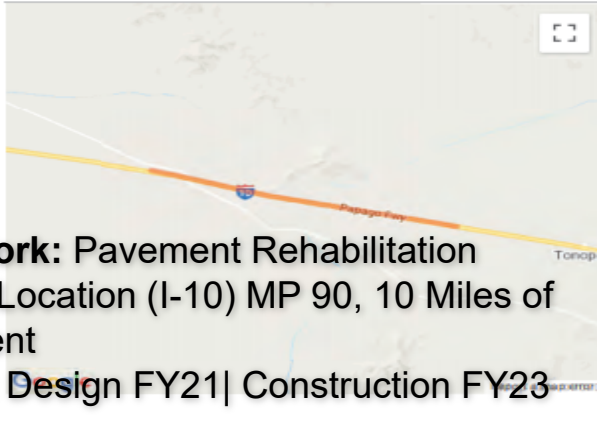 Papago Fwy
ork: Pavement Rehabilitation
Tonop
Location (I-10) MP 90, 10 Miles of
ent
Design FY21| Construction FY23